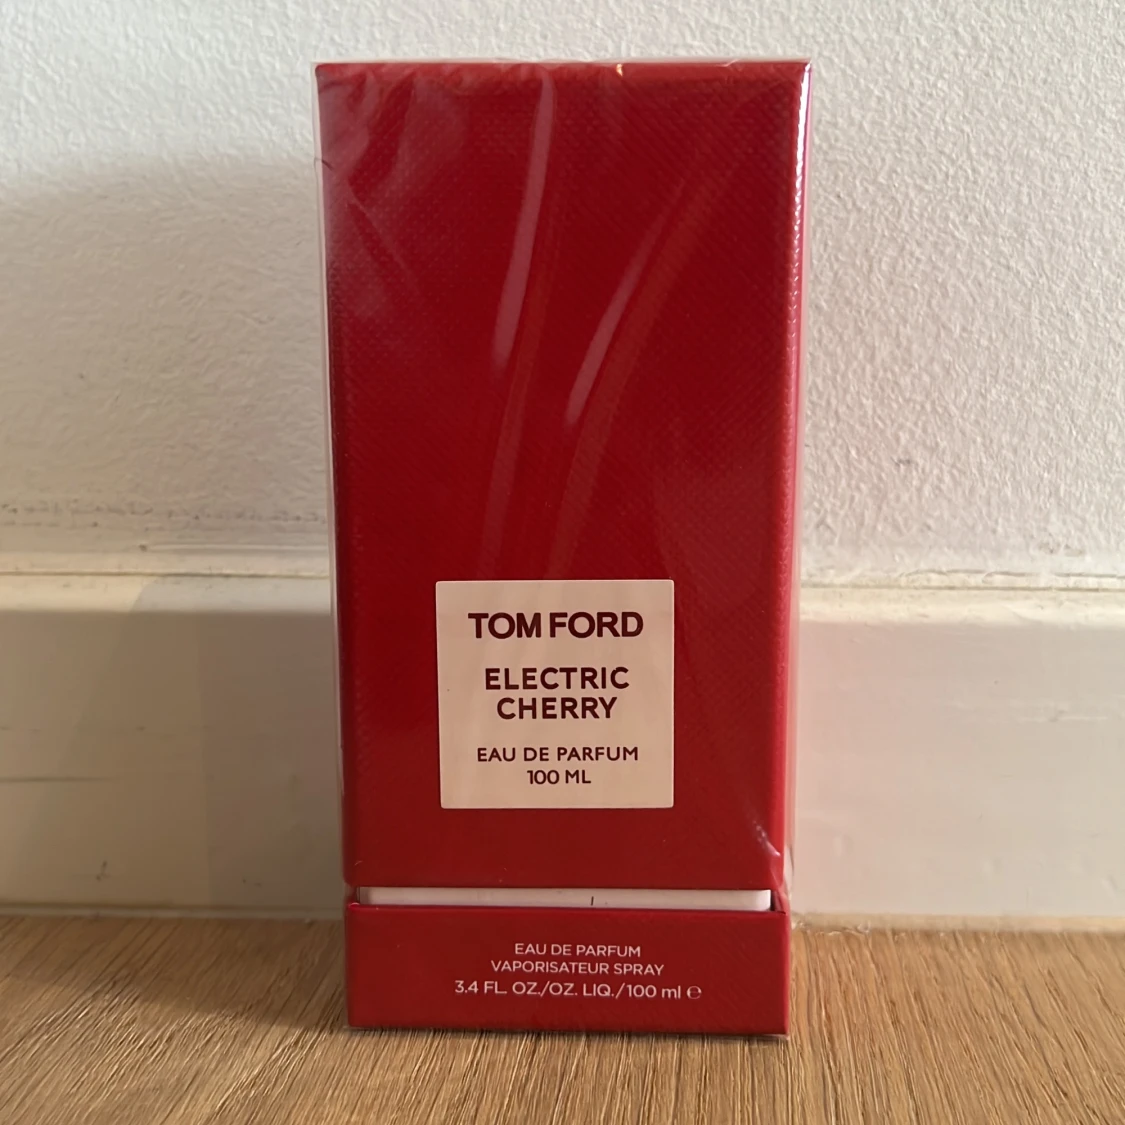 TOM FORD
ELECTRIC
CHERRY
EAU DE PARFUM
100 ML
EAU DE PARFUM
VAPORISATEUR SPRAY
3.4 FL. OZ./OZ. LIQ./100 ml ℮